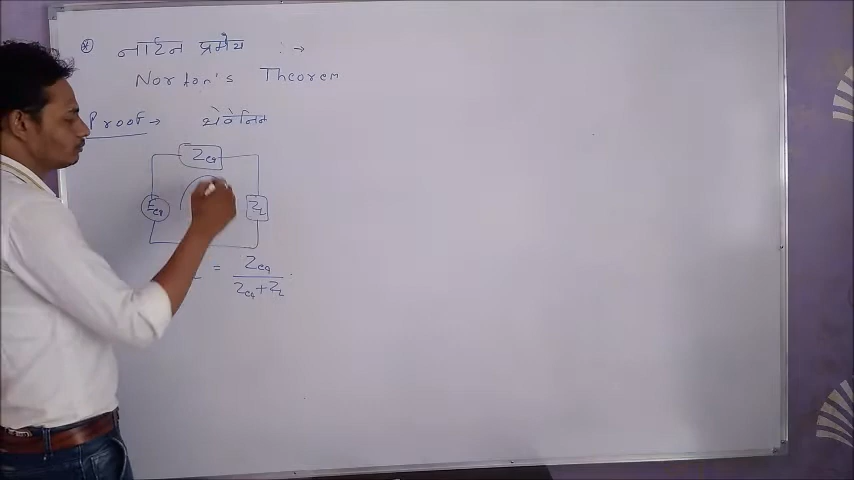 * नार्टन प्रमेय :→
Norton's Theorem
Proof → थेवेनिन
Zeq
Eeq ZL
= Zeq / Zeq + ZL